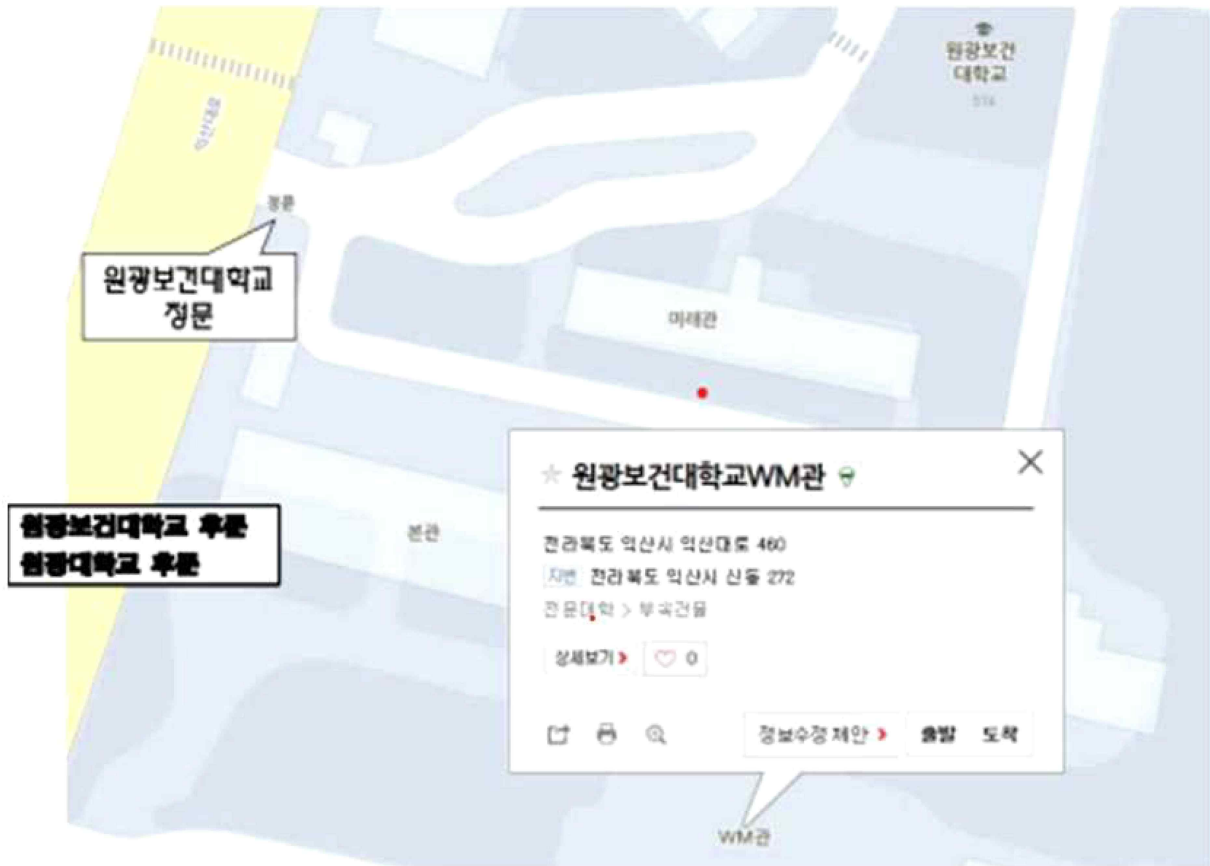 원광보건
대학교
514
익산대로
정문
원광보건대학교
정문
미래관
원광보건대학교WM관
전라북도 익산시 익산대로 460
지번 전라북도 익산시 신동 272
전문대학 > 부속건물
상세보기
0
정보수정 제안
출발 도착
본관
원광보건대학교 후문
원광대학교 후문
WM관